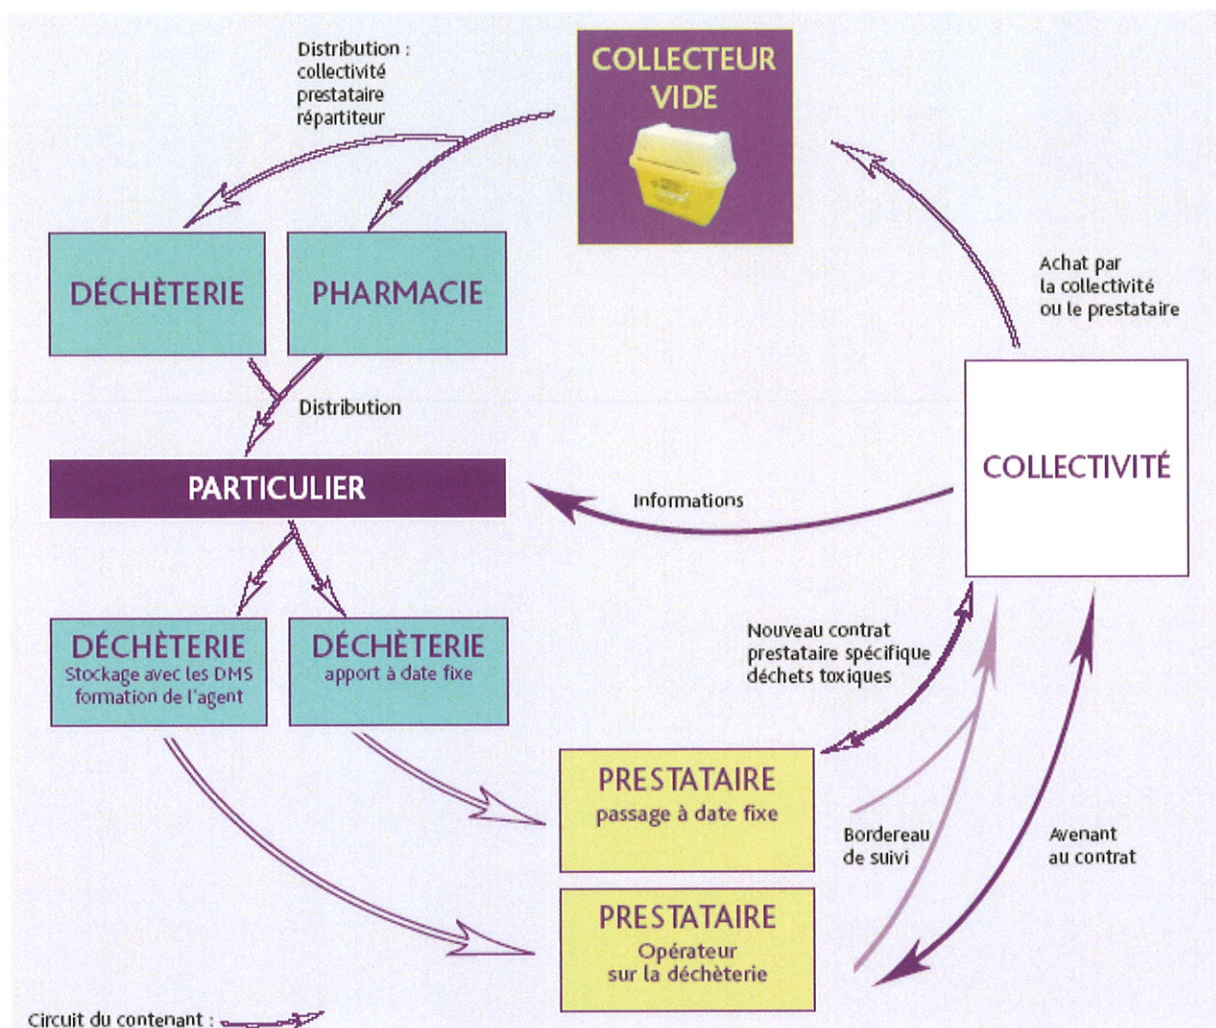 Distribution :
collectivité
prestataire
répartiteur
COLLECTEUR
VIDE
DÉCHÈTERIE
PHARMACIE
Achat par
la collectivité
ou le prestataire
Distribution
PARTICULIER
Informations
COLLECTIVITÉ
DÉCHÈTERIE
Stockage avec les DMS
formation de l'agent
DÉCHÈTERIE
apport à date fixe
Nouveau contrat
prestataire spécifique
déchets toxiques
PRESTATAIRE
passage à date fixe
Bordereau
de suivi
Avenant
au contrat
PRESTATAIRE
Opérateur
sur la déchèterie
Circuit du contenant :